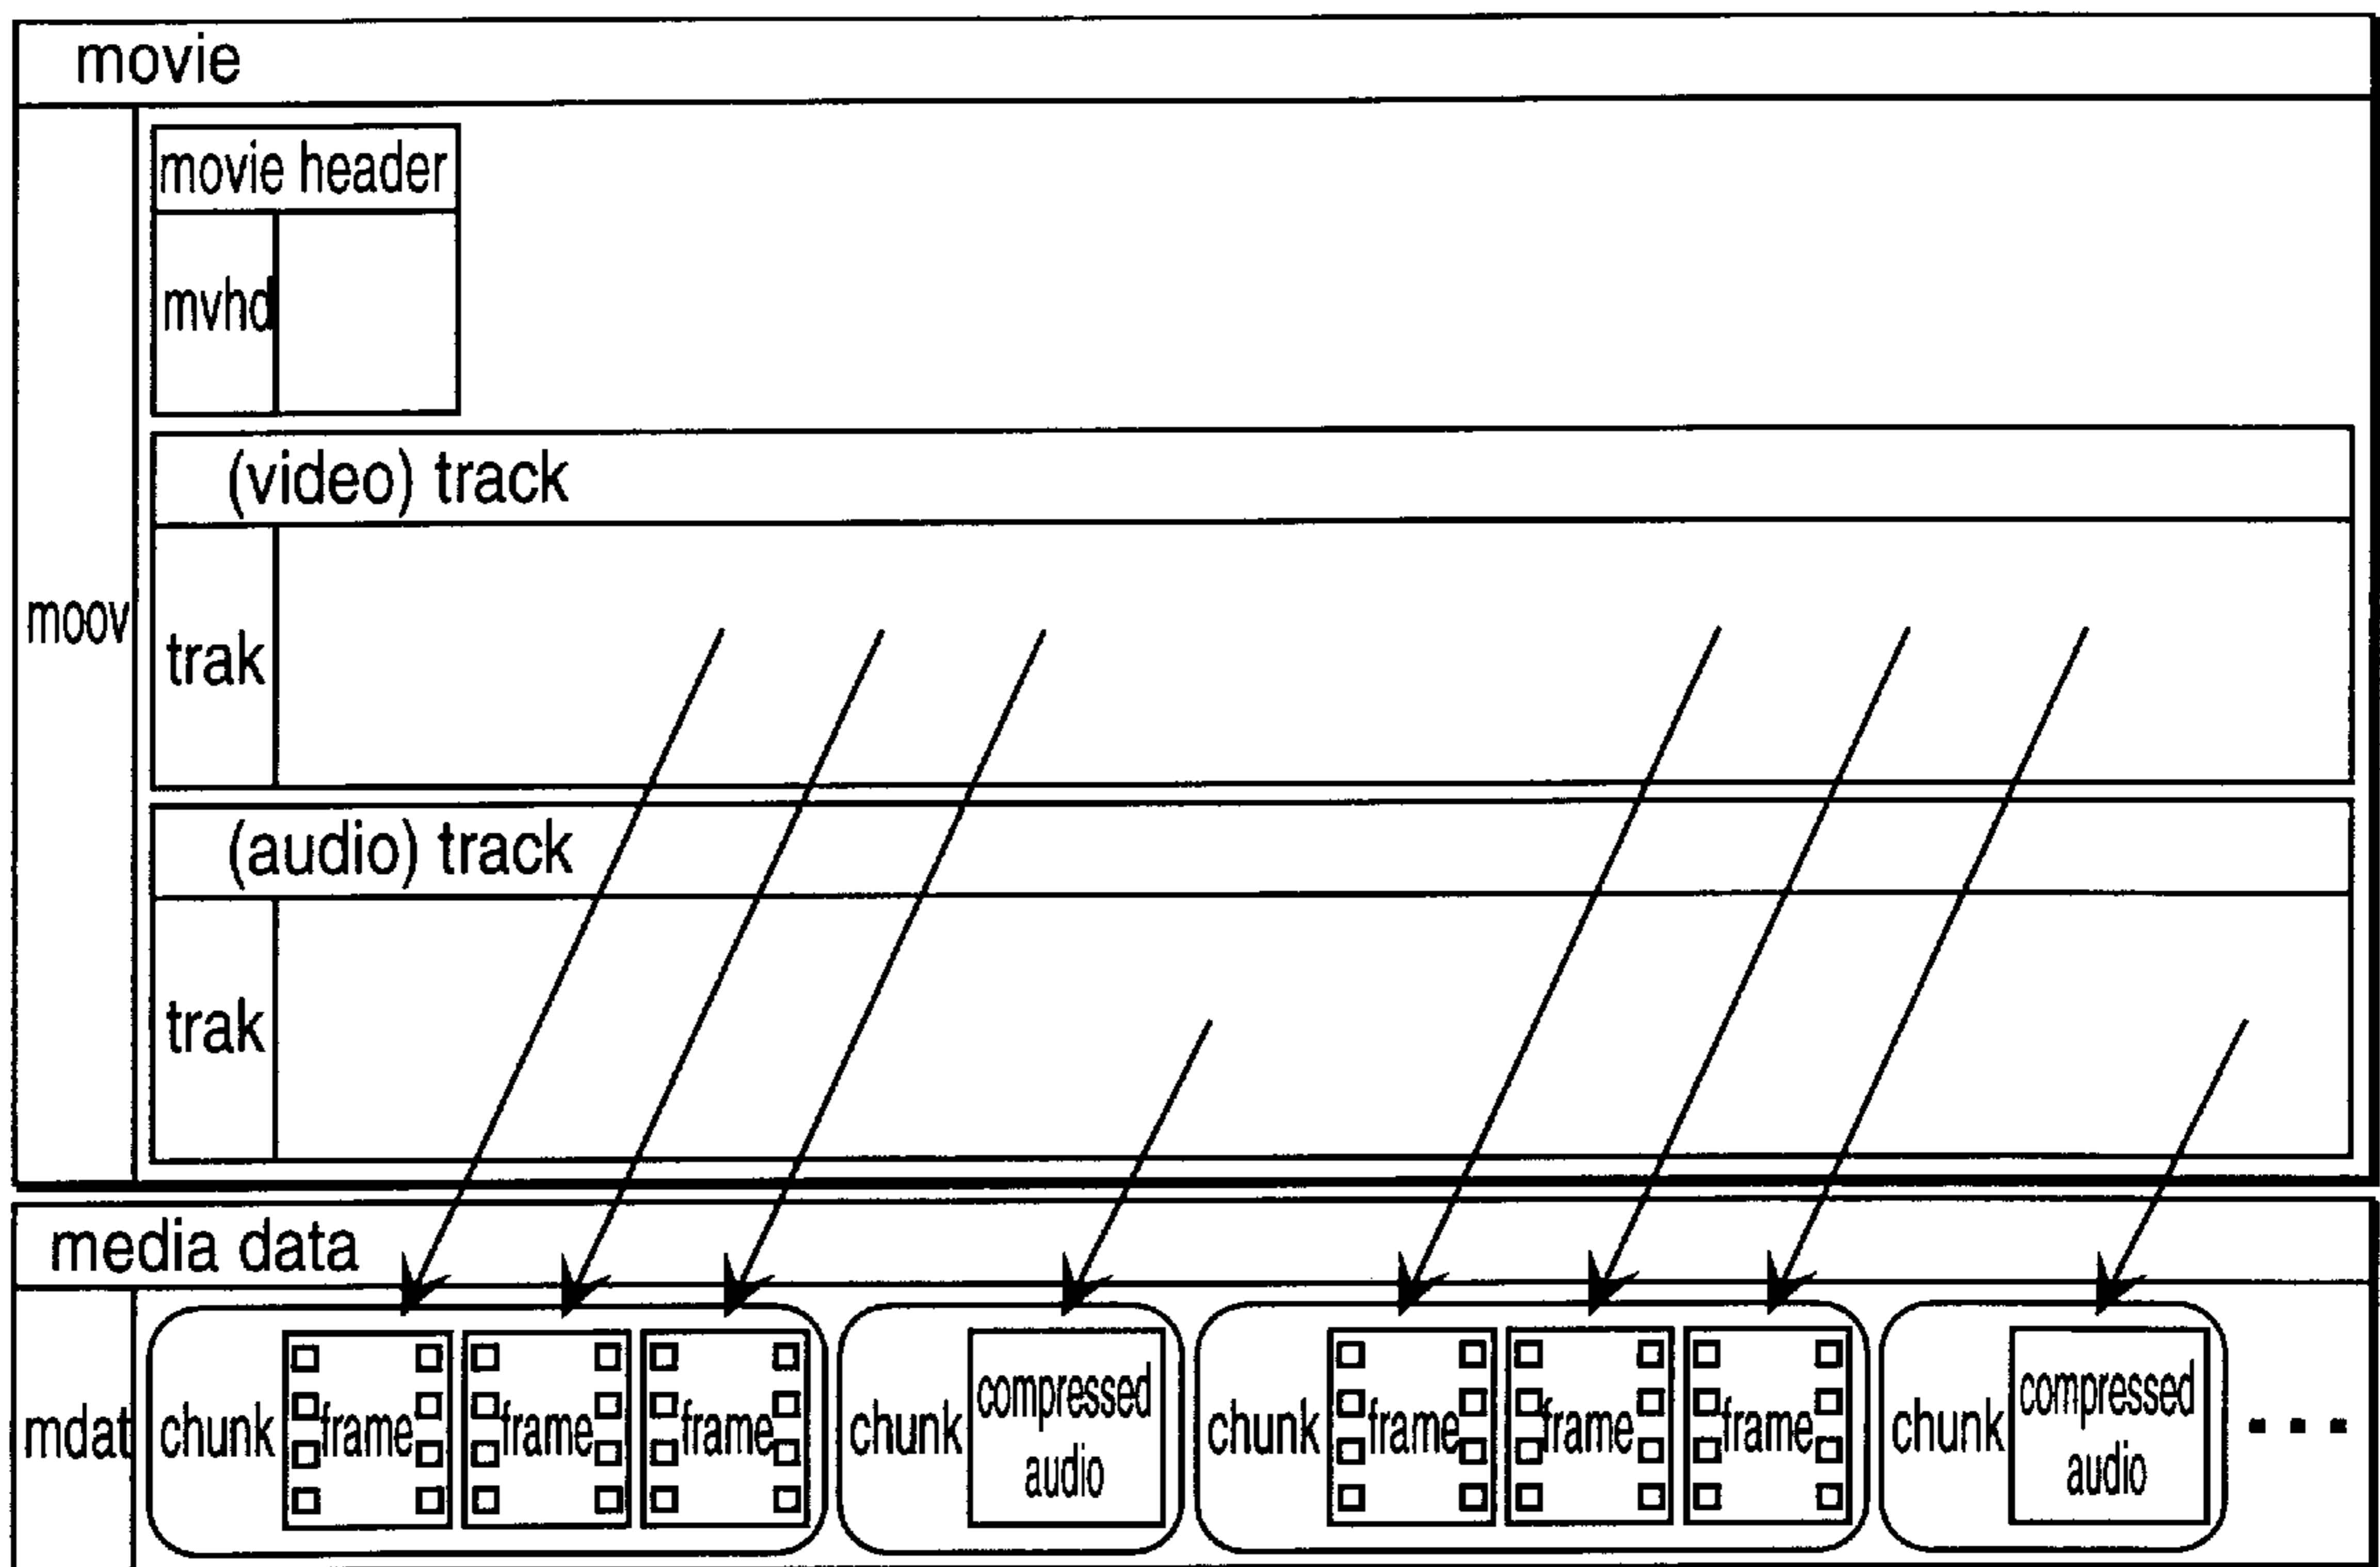 movie
movie header
mvhd
(video) track
moov
trak
(audio) track
trak
media data
mdat
chunk
frame
frame
frame
chunk
compressed
audio
chunk
frame
frame
frame
chunk
compressed
audio
...